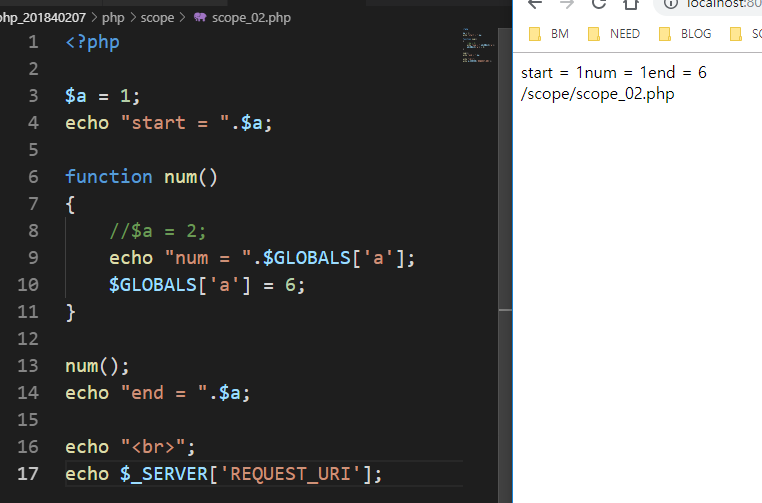 php_201840207 > php > scope > scope_02.php
1 <?php
2
3 $a = 1;
4 echo "start = ".$a;
5
6 function num()
7 {
8     //$a = 2;
9     echo "num = ".$GLOBALS['a'];
10     $GLOBALS['a'] = 6;
11 }
12
13 num();
14 echo "end = ".$a;
15
16 echo "<br>";
17 echo $_SERVER['REQUEST_URI'];
localhost:80
BM NEED BLOG
start = 1num = 1end = 6
/scope/scope_02.php